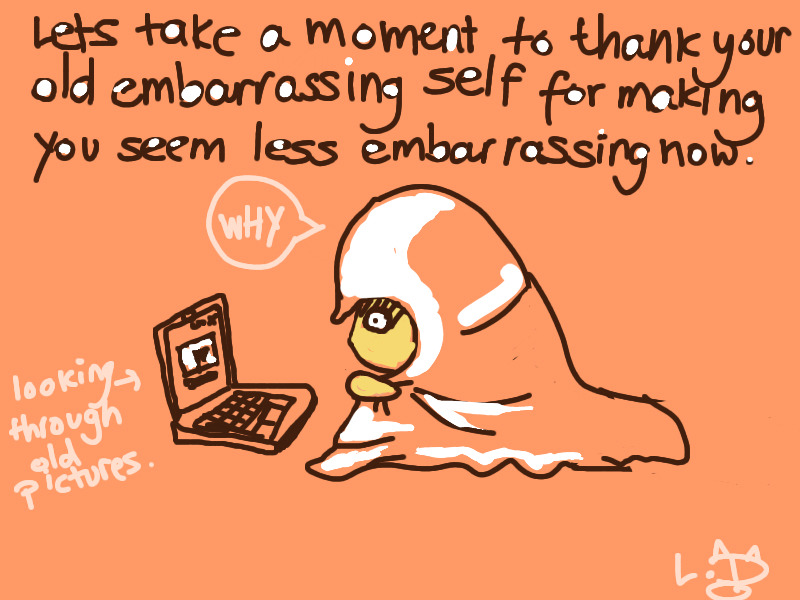 Lets take a moment to thank your
old embarrassing self for making
you seem less embarrassing now.
WHY
looking →
through
old
pictures.
L.